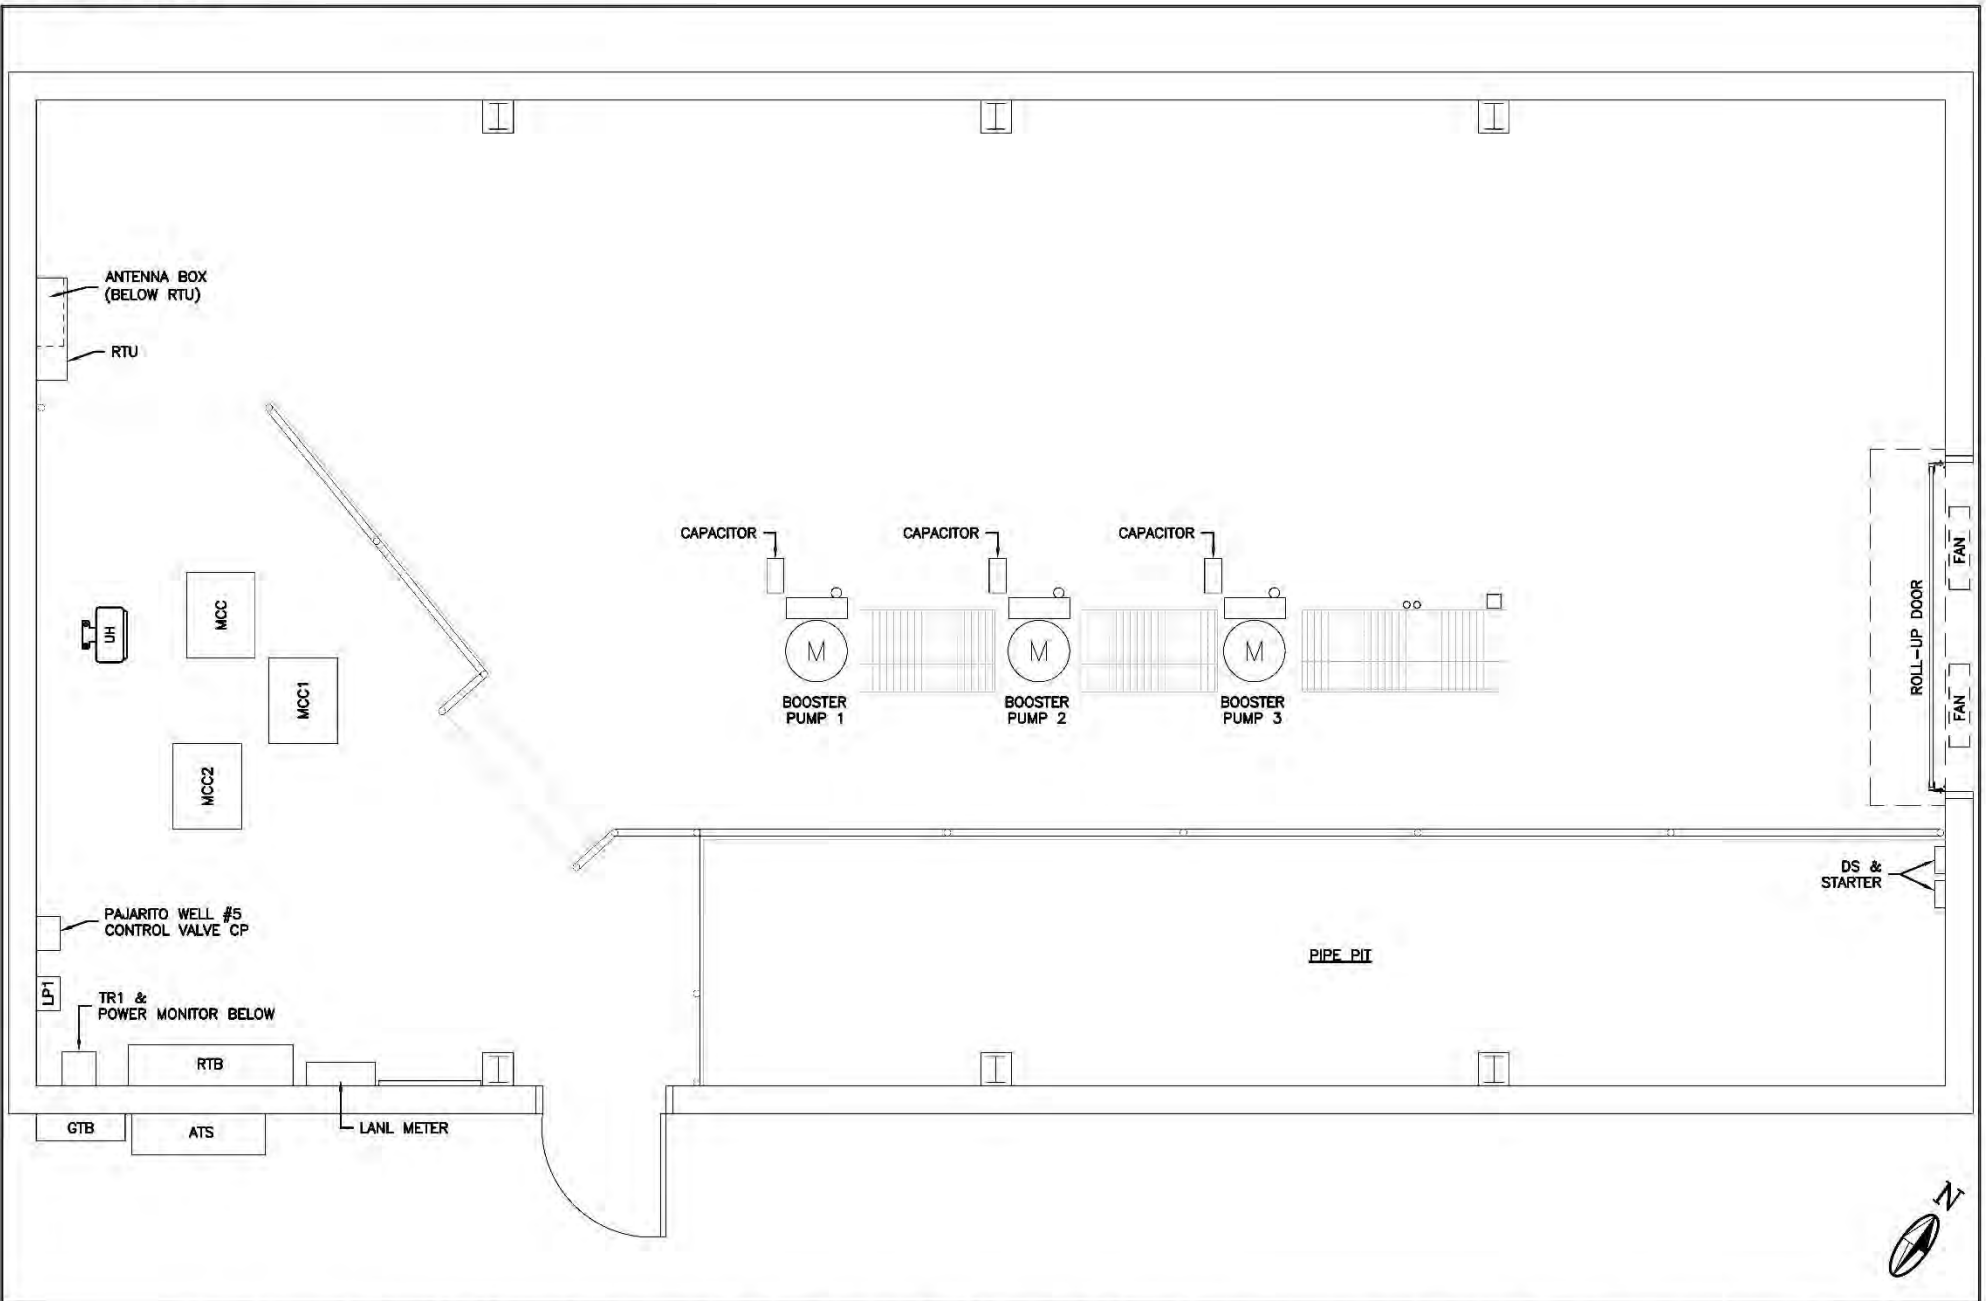 ANTENNA BOX
(BELOW RTU)
RTU
CAPACITOR
CAPACITOR
CAPACITOR
FAN
MCC
UH
ROLL-UP DOOR
M
M
M
MCC1
BOOSTER
PUMP 1
BOOSTER
PUMP 2
BOOSTER
PUMP 3
FAN
MCC2
DS &
STARTER
PAJARITO WELL #5
CONTROL VALVE CP
PIPE PIT
LP1
TR1 &
POWER MONITOR BELOW
RTB
GTB
ATS
LANL METER
N